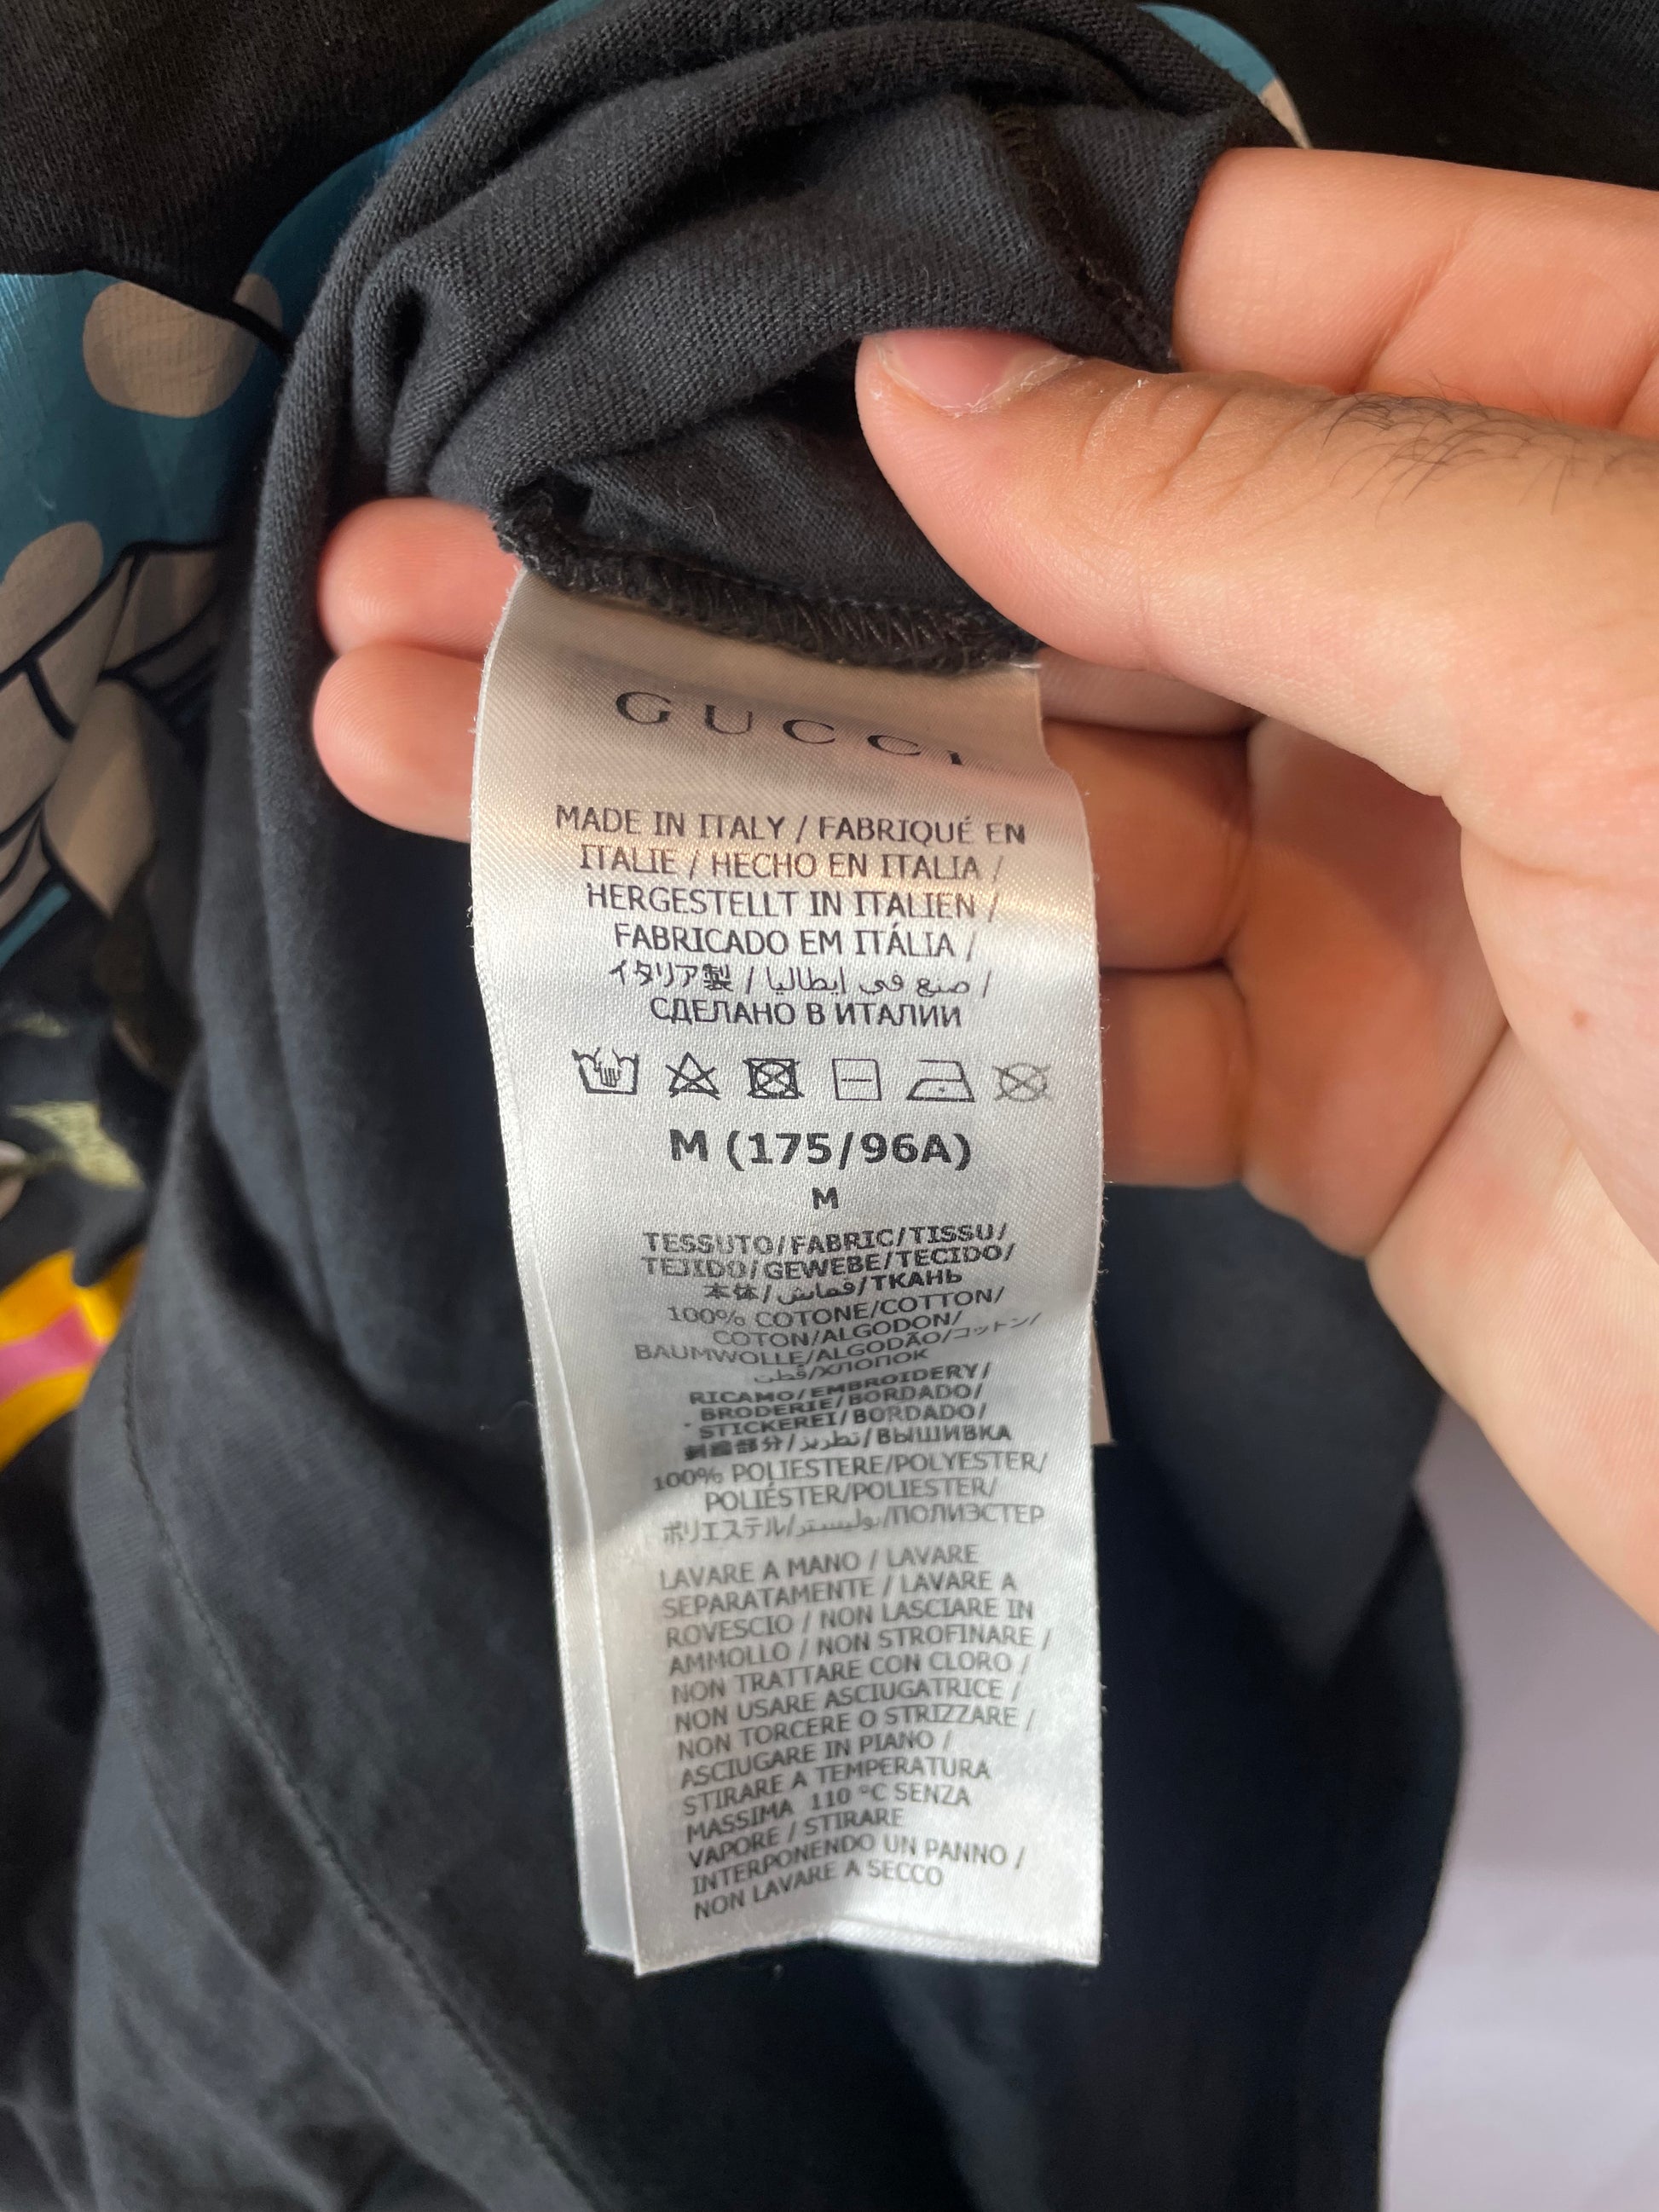 GUCCI
MADE IN ITALY / FABRIQUÉ EN
ITALIE / HECHO EN ITALIA /
HERGESTELLT IN ITALIEN /
FABRICADO EM ITÁLIA /
イタリア製 / صنع في إيطاليا /
СДЕЛАНО В ИТАЛИИ
M (175/96A)
M
TESSUTO/FABRIC/TISSU/
TEJIDO/GEWEBE/TECIDO/
本体/قماش/ТКАНЬ
100% COTONE/COTTON/
COTON/ALGODON/
BAUMWOLLE/ALGODÃO/コットン/
قطن/ХЛОПОК
RICAMO/EMBROIDERY/
BRODERIE/BORDADO/
STICKEREI/BORDADO/
刺繍部分/تطريز/ВЫШИВКА
100% POLIESTERE/POLYESTER/
POLIÉSTER/POLIESTER/
ポリエステル/بوليستر/ПОЛИЭСТЕР
LAVARE A MANO / LAVARE
SEPARATAMENTE / LAVARE A
ROVESCIO / NON LASCIARE IN
AMMOLLO / NON STROFINARE /
NON TRATTARE CON CLORO /
NON USARE ASCIUGATRICE /
NON TORCERE O STRIZZARE /
ASCIUGARE IN PIANO /
STIRARE A TEMPERATURA
MASSIMA 110 °C SENZA
VAPORE / STIRARE
INTERPONENDO UN PANNO /
NON LAVARE A SECCO